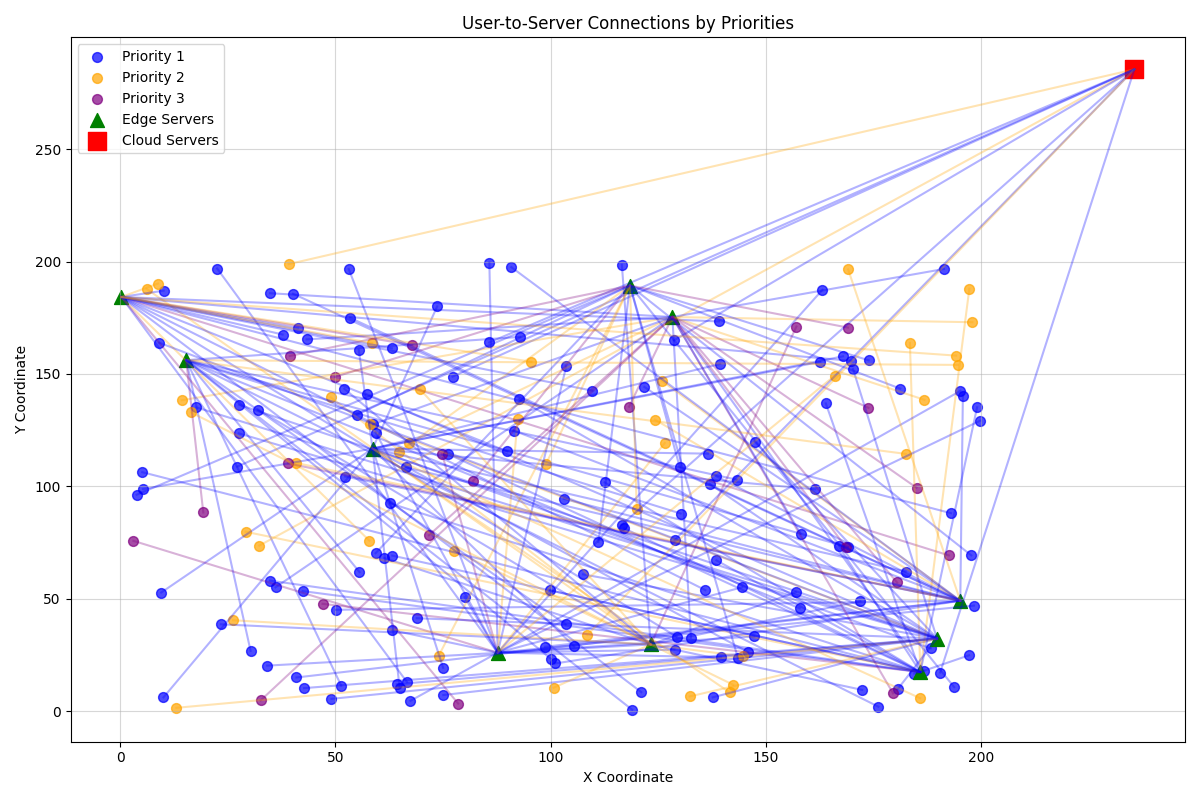 User-to-Server Connections by Priorities
Priority 1
Priority 2
Priority 3
Edge Servers
Cloud Servers
Y Coordinate
250
200
150
100
50
0
0 50 100 150 200
X Coordinate